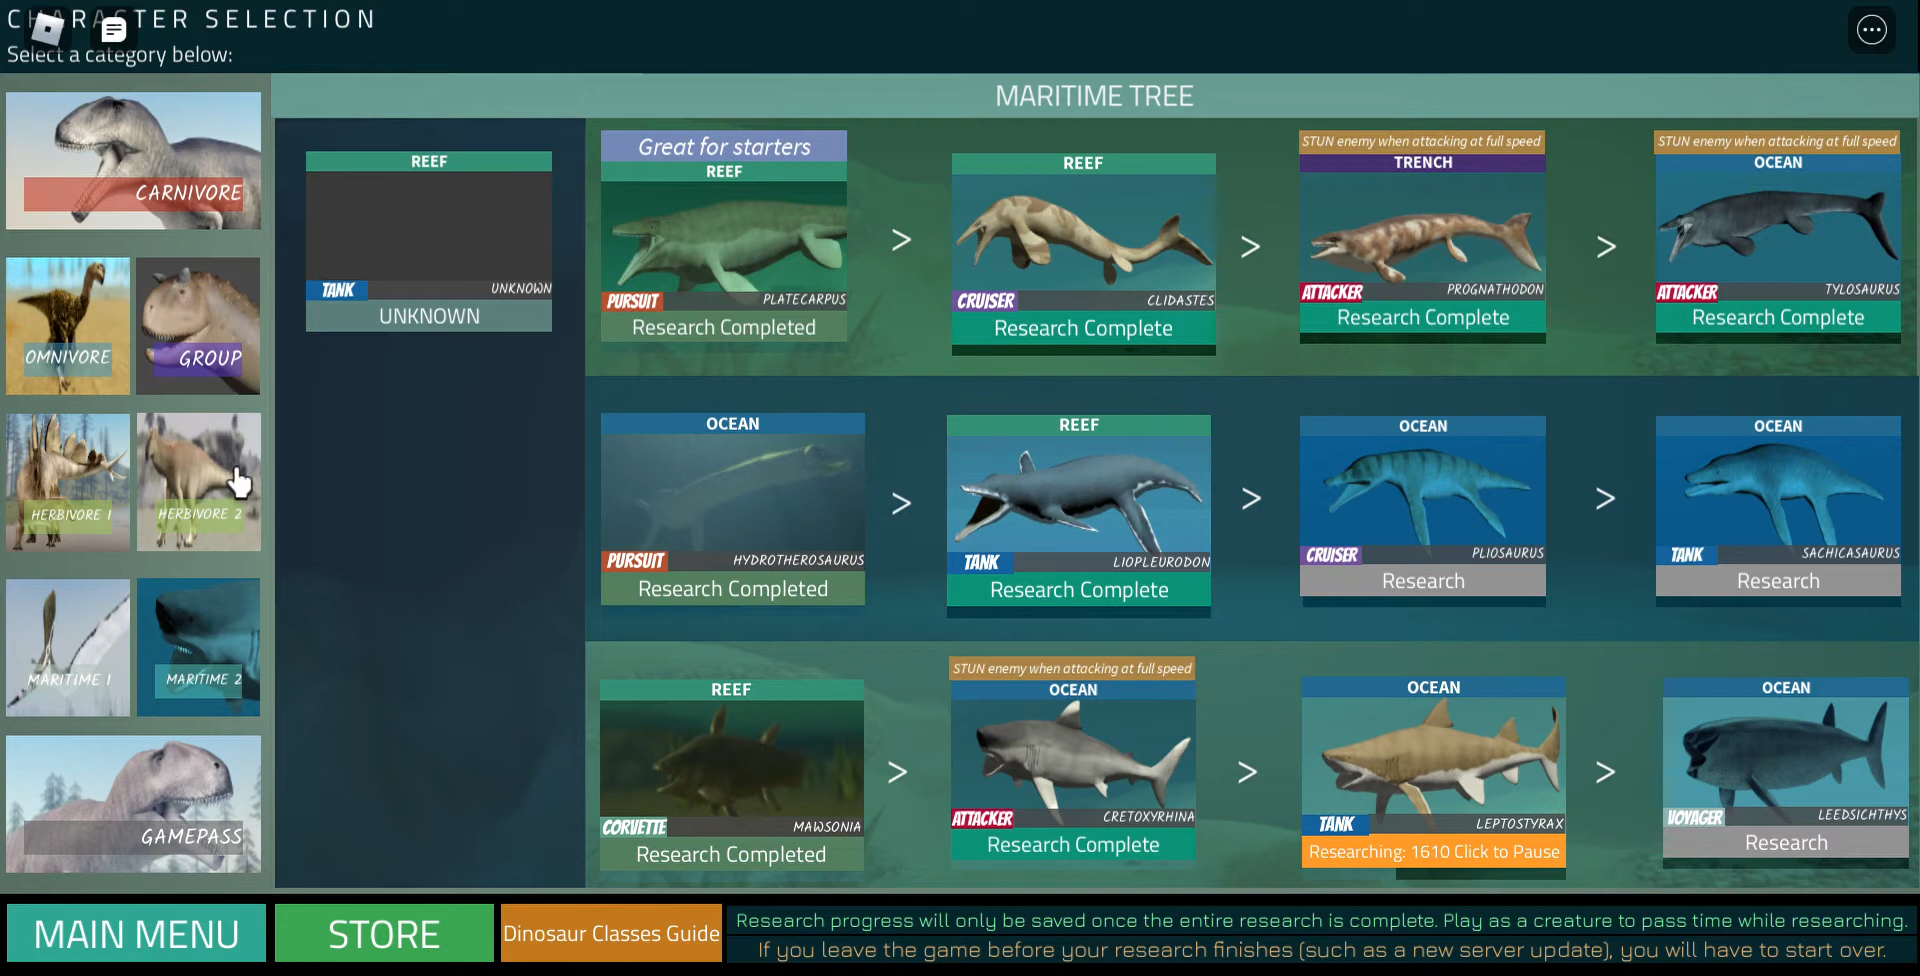 CHARACTER SELECTION
Select a category below:
CARNIVORE
OMNIVORE
GROUP
HERBIVORE 1
HERBIVORE 2
MARITIME 1
MARITIME 2
GAMEPASS
MARITIME TREE
REEF
TANK
UNKNOWN
UNKNOWN
Great for starters
REEF
PURSUIT
PLATECARPUS
Research Completed
>
REEF
CRUISER
CLIDASTES
Research Complete
>
STUN enemy when attacking at full speed
TRENCH
ATTACKER
PROGNATHODON
Research Complete
>
STUN enemy when attacking at full speed
OCEAN
ATTACKER
TYLOSAURUS
Research Complete
OCEAN
PURSUIT
HYDROTHEROSAURUS
Research Completed
>
REEF
TANK
LIOPLEURODON
Research Complete
>
OCEAN
CRUISER
PLIOSAURUS
Research
>
OCEAN
TANK
SACHICASAURUS
Research
REEF
CORVETTE
MAWSONIA
Research Completed
>
STUN enemy when attacking at full speed
OCEAN
ATTACKER
CRETOXYRHINA
Research Complete
>
OCEAN
TANK
LEPTOSTYRAX
Researching: 1610 Click to Pause
>
OCEAN
VOYAGER
LEEDSICHTHYS
Research
MAIN MENU
STORE
Dinosaur Classes Guide
Research progress will only be saved once the entire research is complete. Play as a creature to pass time while researching.
If you leave the game before your research finishes (such as a new server update), you will have to start over.